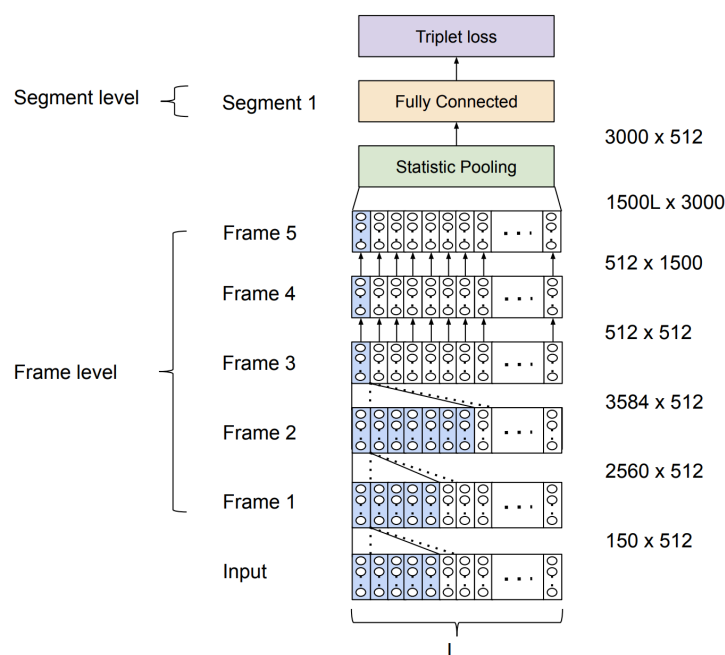 Triplet loss
Segment level
Segment 1
Fully Connected
3000 x 512
Statistic Pooling
1500L x 3000
Frame 5
512 x 1500
Frame 4
512 x 512
Frame level
Frame 3
3584 x 512
Frame 2
2560 x 512
Frame 1
150 x 512
Input
L